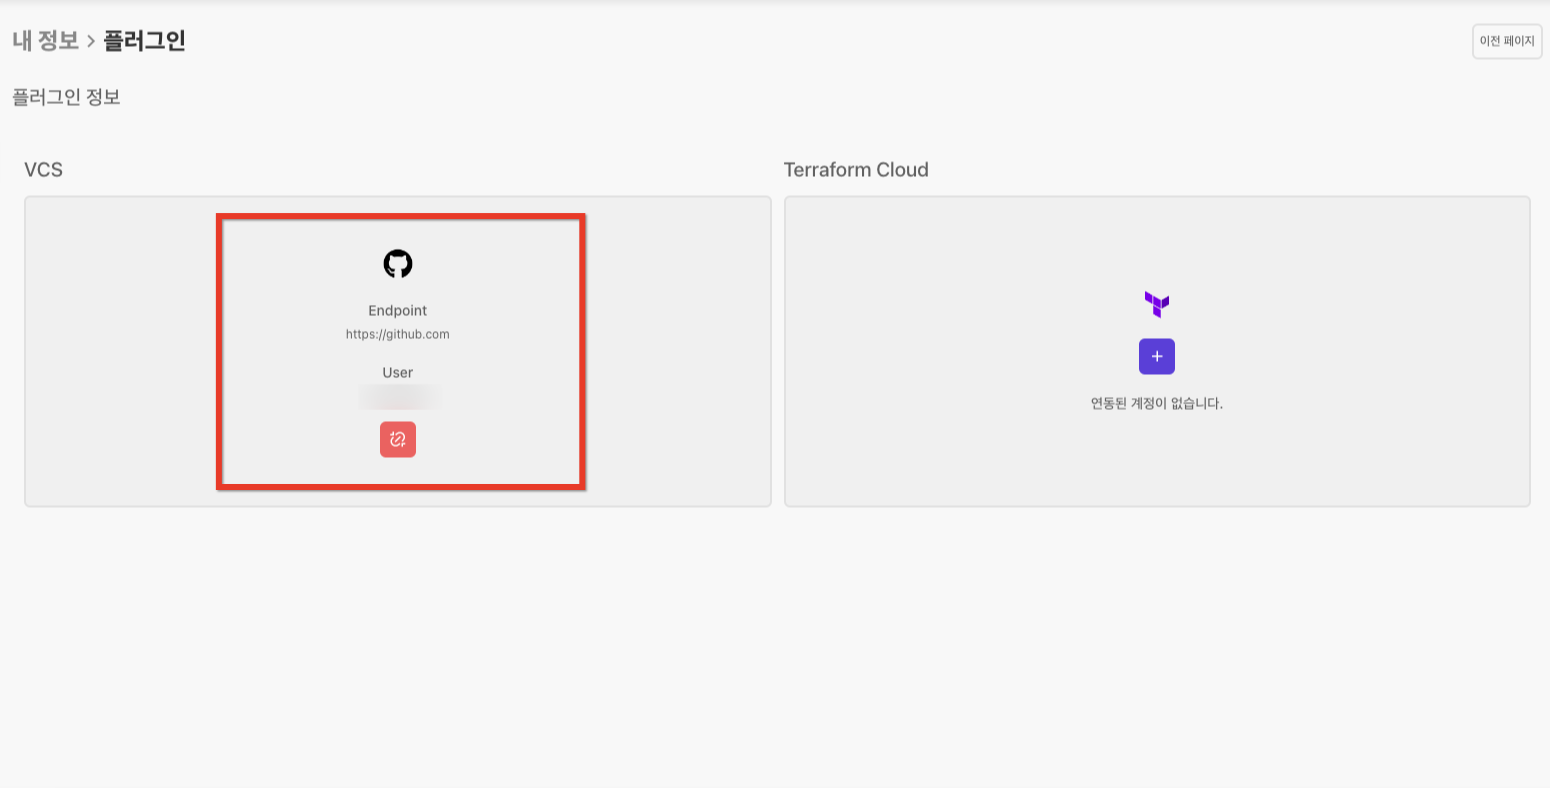 내 정보 > 플러그인
이전 페이지
플러그인 정보
VCS
Endpoint
https://github.com
User
Terraform Cloud
+
연동된 계정이 없습니다.